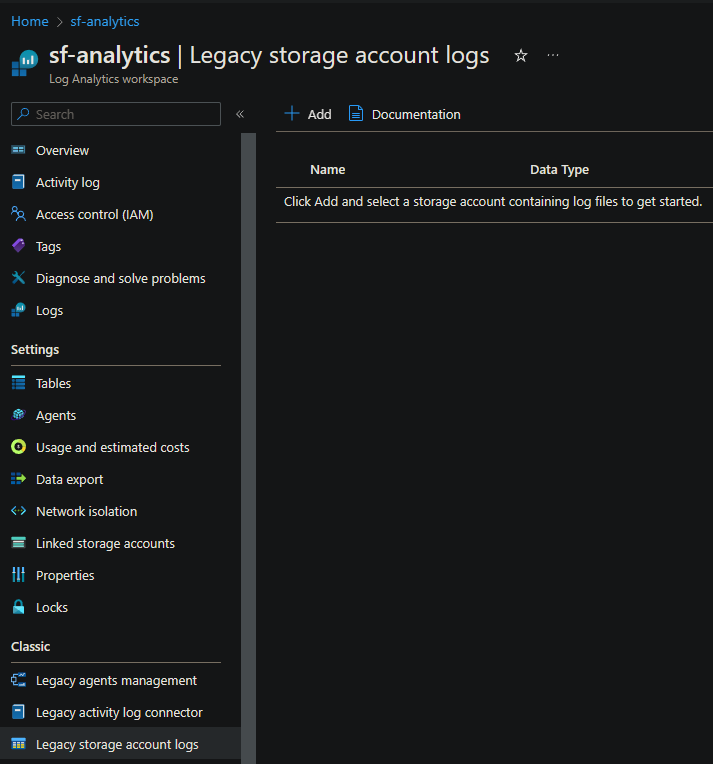 Home > sf-analytics
sf-analytics | Legacy storage account logs
Log Analytics workspace
Search
Overview
Activity log
Access control (IAM)
Tags
Diagnose and solve problems
Logs
Settings
Tables
Agents
Usage and estimated costs
Data export
Network isolation
Linked storage accounts
Properties
Locks
Classic
Legacy agents management
Legacy activity log connector
Legacy storage account logs
Add Documentation
Name Data Type
Click Add and select a storage account containing log files to get started.